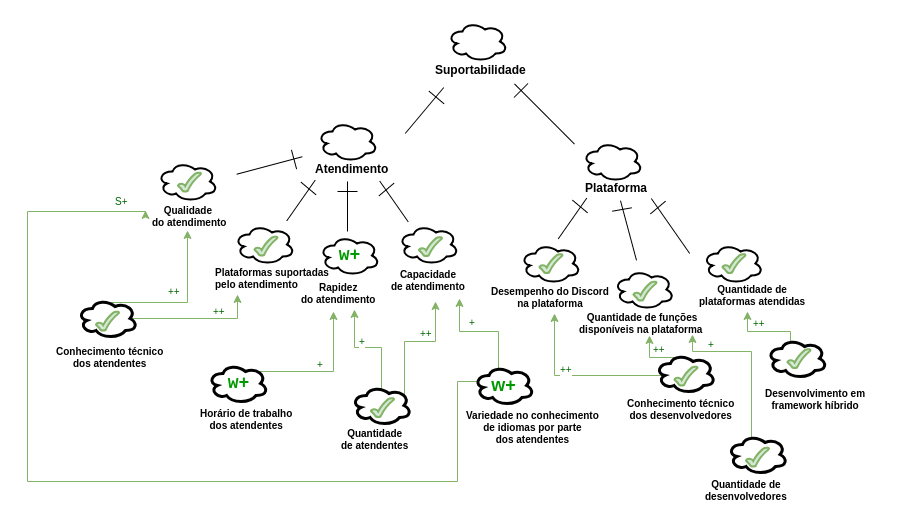 Suportabilidade
Atendimento
Plataforma
S+
Qualidade
do atendimento
Plataformas suportadas
pelo atendimento
w+
Rapidez
do atendimento
Capacidade
de atendimento
Desempenho do Discord
na plataforma
Quantidade de funções
disponíveis na plataforma
Quantidade de
plataformas atendidas
++
++
Conhecimento técnico
dos atendentes
+
+
++
+
++
++
+
++
w+
Horário de trabalho
dos atendentes
Quantidade
de atendentes
w+
Variedade no conhecimento
de idiomas por parte
dos atendentes
Conhecimento técnico
dos desenvolvedores
Desenvolvimento em
framework híbrido
Quantidade de
desenvolvedores